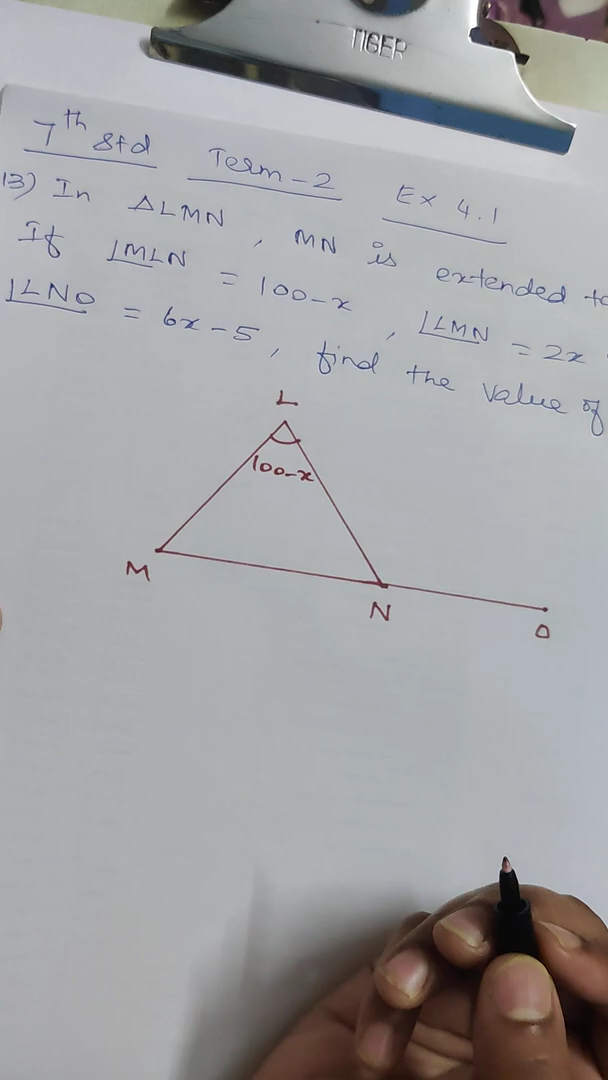 TIGER
7th Std Term-2 Ex 4.1
13) In ΔLMN, MN is extended to
If ∠MLN = 100-x, ∠LMN = 2x
∠LNO = 6x-5, find the value of
L
100-x
M
N
O